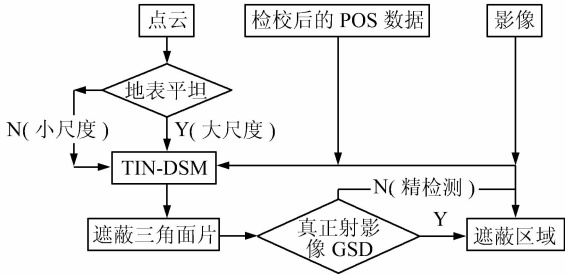 点云
检校后的 POS 数据
影像
地表平坦
N( 小尺度 )
Y( 大尺度 )
TIN-DSM
N( 精检测 )
遮蔽三角面片
真正射影
像 GSD
Y
遮蔽区域